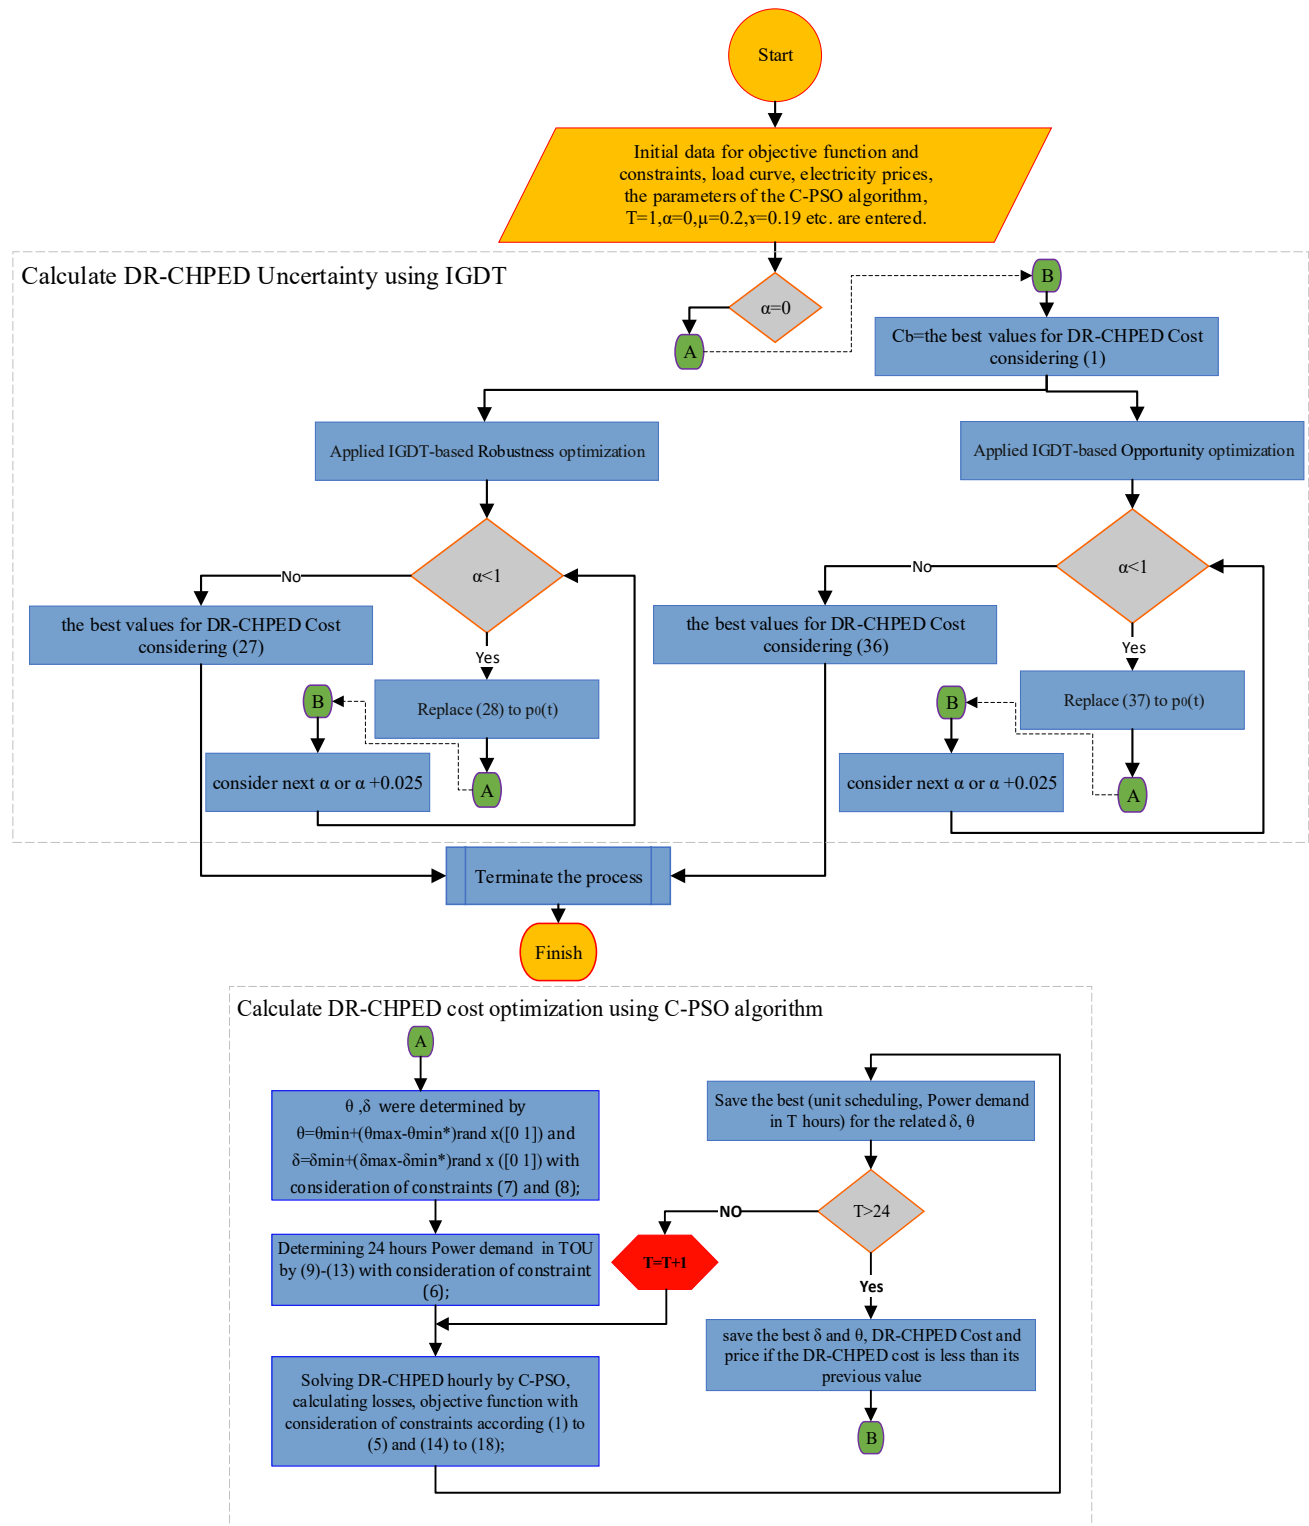 Start
Initial data for objective function and
constraints, load curve, electricity prices,
the parameters of the C-PSO algorithm,
T=1,α=0,μ=0.2,ɤ=0.19 etc. are entered.
Calculate DR-CHPED Uncertainty using IGDT
α=0
A
B
Cb=the best values for DR-CHPED Cost
considering (1)
Applied IGDT-based Robustness optimization
Applied IGDT-based Opportunity optimization
α<1
No
Yes
the best values for DR-CHPED Cost
considering (27)
Replace (28) to p0(t)
B
A
consider next α or α +0.025
α<1
No
Yes
the best values for DR-CHPED Cost
considering (36)
Replace (37) to p0(t)
B
A
consider next α or α +0.025
Terminate the process
Finish
Calculate DR-CHPED cost optimization using C-PSO algorithm
A
θ ,δ were determined by
θ=θmin+(θmax-θmin*)rand x([0 1]) and
δ=δmin+(δmax-δmin*)rand x ([0 1]) with
consideration of constraints (7) and (8);
Determining 24 hours Power demand in TOU
by (9)-(13) with consideration of constraint
(6);
Solving DR-CHPED hourly by C-PSO,
calculating losses, objective function with
consideration of constraints according (1) to
(5) and (14) to (18);
Save the best (unit scheduling, Power demand
in T hours) for the related δ, θ
T>24
NO
T=T+1
Yes
save the best δ and θ, DR-CHPED Cost and
price if the DR-CHPED cost is less than its
previous value
B